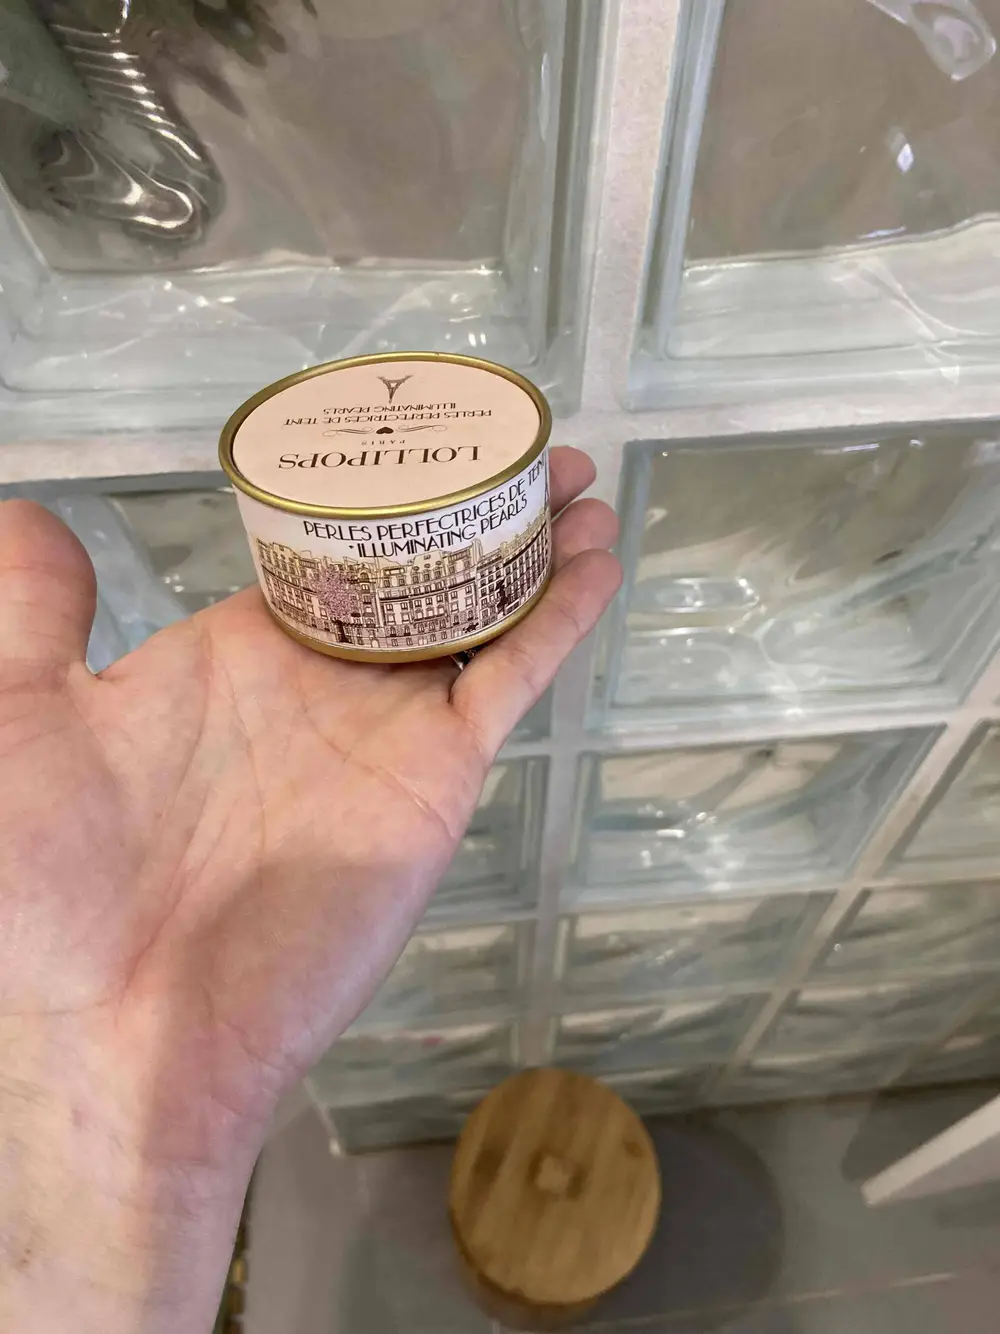 LOLLIPOPS
PARIS
PERLES PERFECTRICES DE TEINT
ILLUMINATING PEARLS
PERLES PERFECTRICES DE TEINT
ILLUMINATING PEARLS